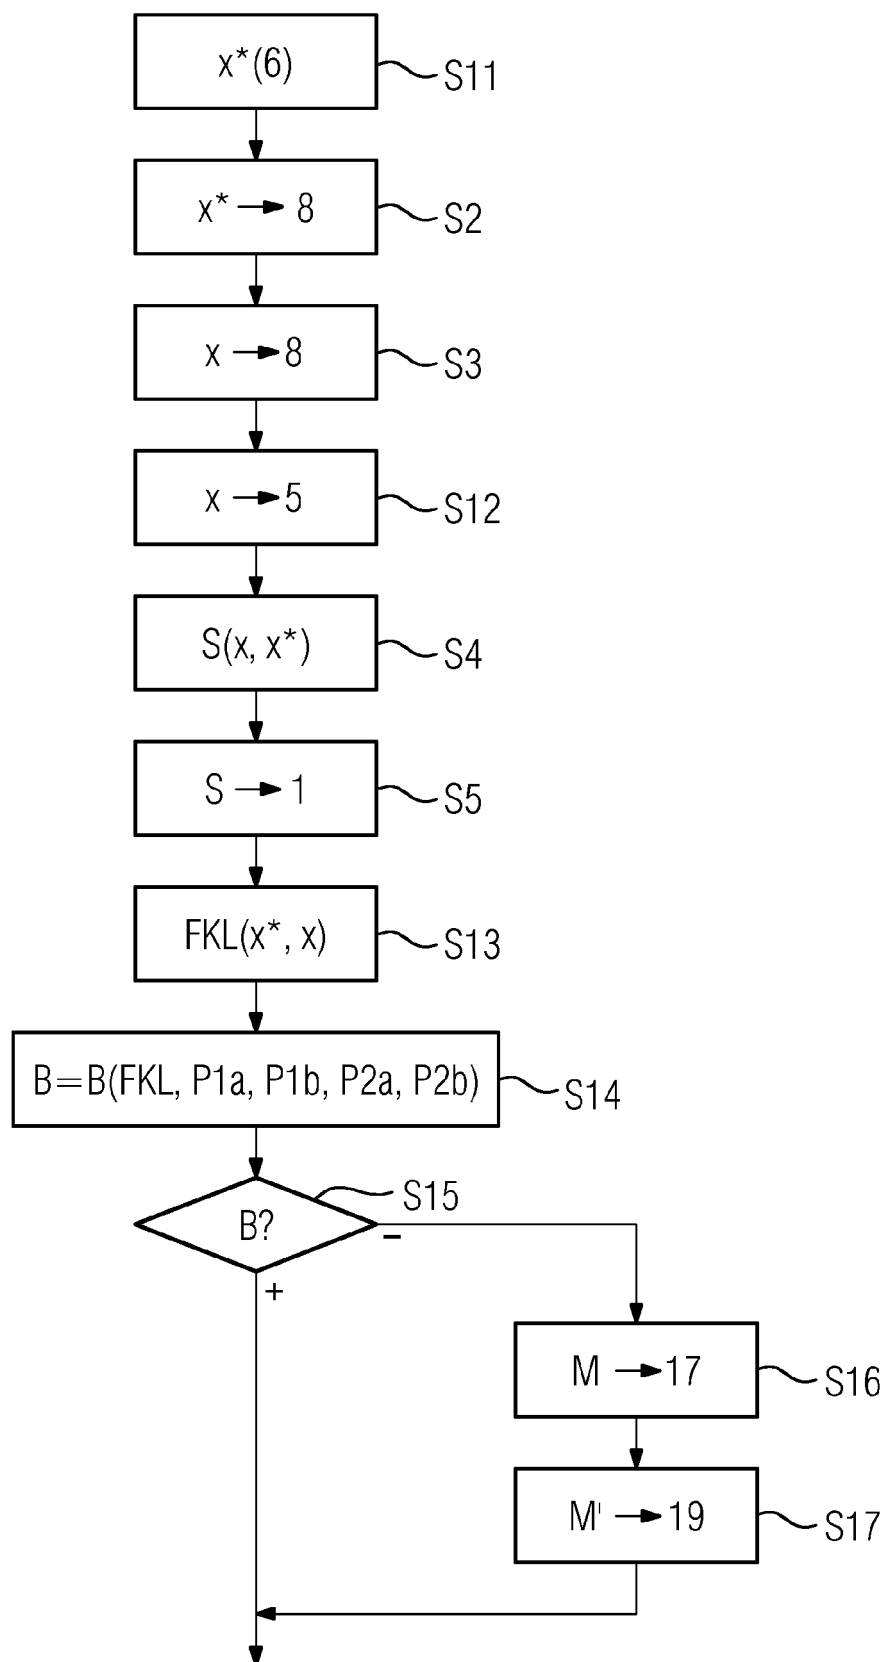 x*(6)
S11
x* → 8
S2
x → 8
S3
x → 5
S12
S(x, x*)
S4
S → 1
S5
FKL(x*, x)
S13
B=B(FKL, P1a, P1b, P2a, P2b)
S14
S15
B?
−
+
M → 17
S16
M' → 19
S17